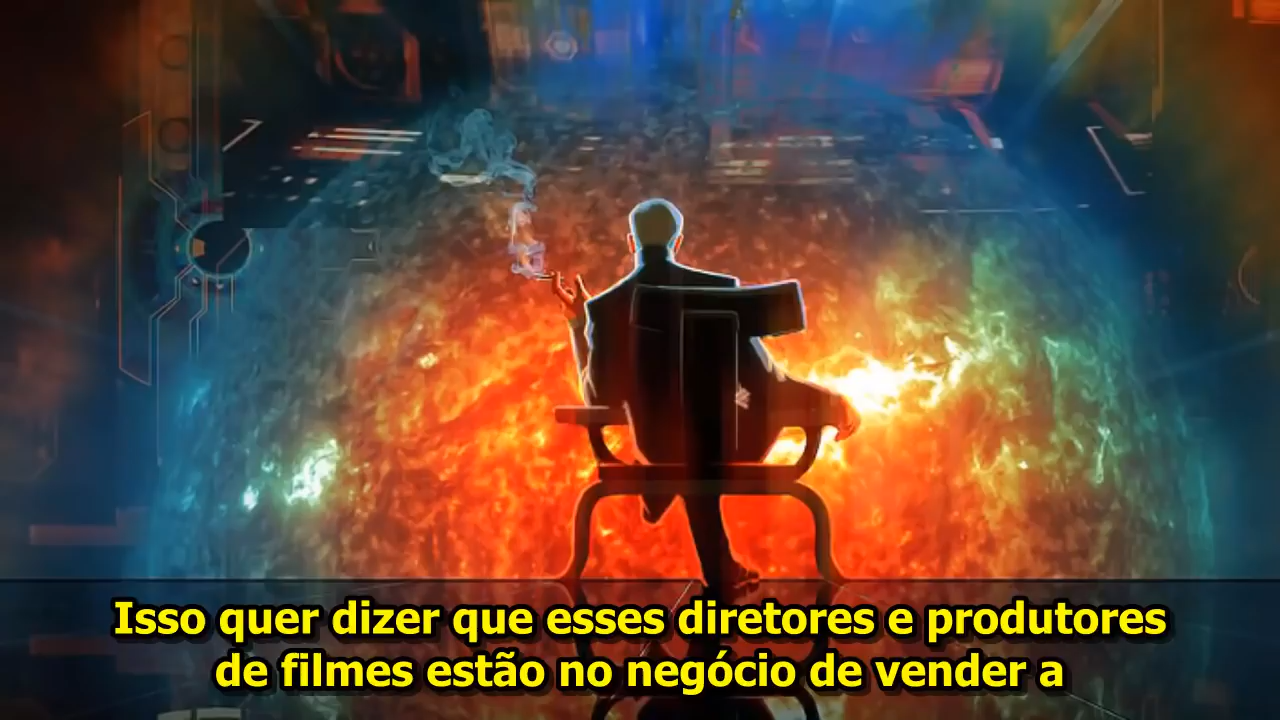 Isso quer dizer que esses diretores e produtores
de filmes estão no negócio de vender a